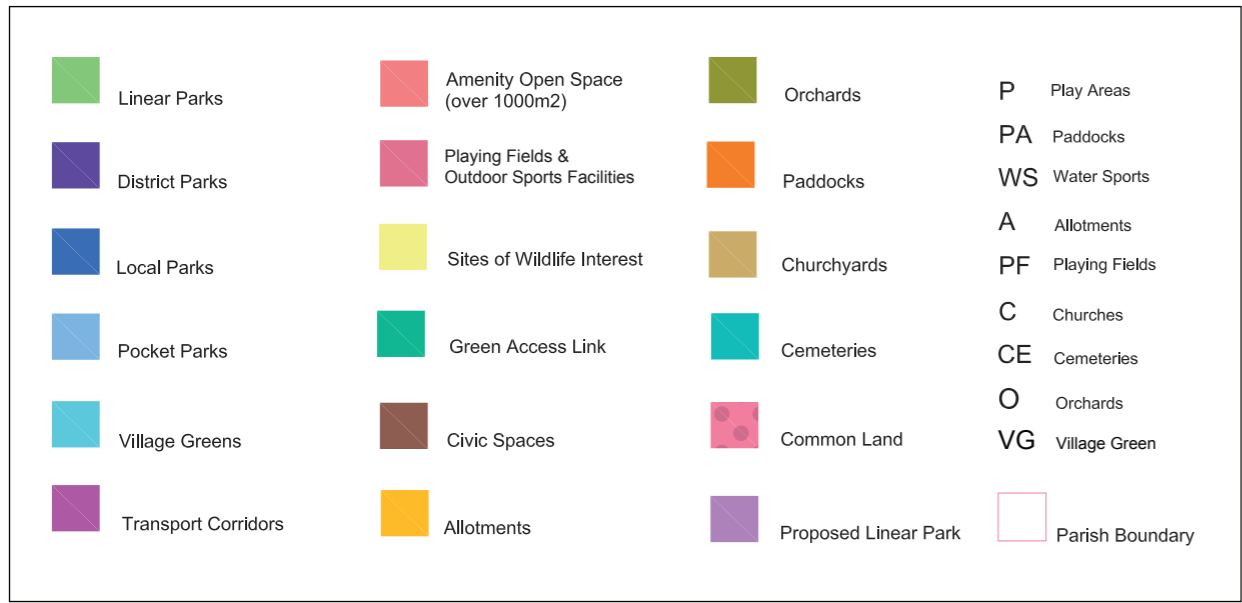 Linear Parks
District Parks
Local Parks
Pocket Parks
Village Greens
Transport Corridors
Amenity Open Space
(over 1000m2)
Playing Fields &
Outdoor Sports Facilities
Sites of Wildlife Interest
Green Access Link
Civic Spaces
Allotments
Orchards
Paddocks
Churchyards
Cemeteries
Common Land
Proposed Linear Park
P Play Areas
PA Paddocks
WS Water Sports
A Allotments
PF Playing Fields
C Churches
CE Cemeteries
O Orchards
VG Village Green
Parish Boundary